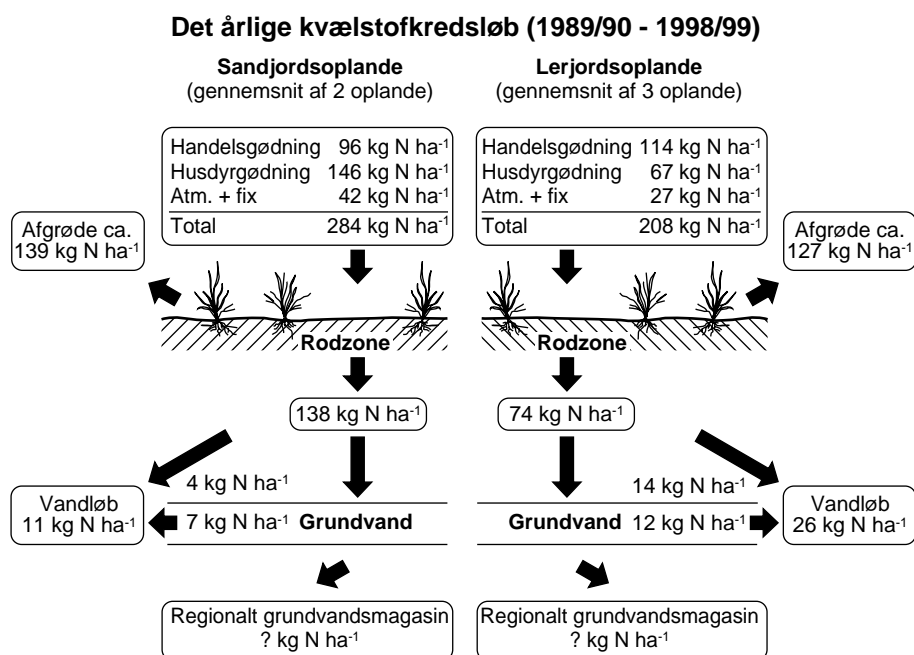 Det årlige kvælstofkredsløb (1989/90 - 1998/99)
Sandjordsoplande
(gennemsnit af 2 oplande)
Handelsgødning 96 kg N ha⁻¹
Husdyrgødning 146 kg N ha⁻¹
Atm. + fix 42 kg N ha⁻¹
Total 284 kg N ha⁻¹
Afgrøde ca.
139 kg N ha⁻¹
Rodzone
138 kg N ha⁻¹
4 kg N ha⁻¹
Vandløb
11 kg N ha⁻¹
7 kg N ha⁻¹ Grundvand
Regionalt grundvandsmagasin
? kg N ha⁻¹
Lerjordsoplande
(gennemsnit af 3 oplande)
Handelsgødning 114 kg N ha⁻¹
Husdyrgødning 67 kg N ha⁻¹
Atm. + fix 27 kg N ha⁻¹
Total 208 kg N ha⁻¹
Afgrøde ca.
127 kg N ha⁻¹
Rodzone
74 kg N ha⁻¹
14 kg N ha⁻¹
Grundvand 12 kg N ha⁻¹
Vandløb
26 kg N ha⁻¹
Regionalt grundvandsmagasin
? kg N ha⁻¹